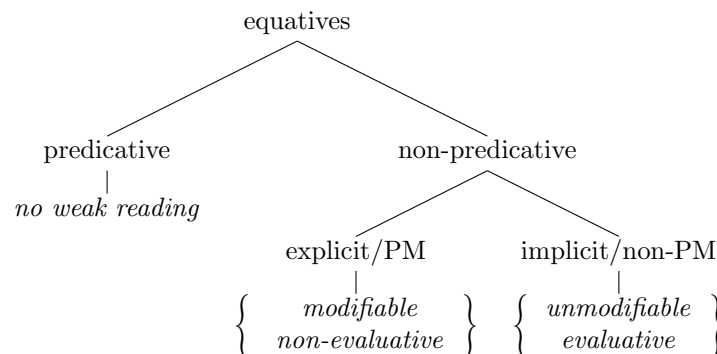 equatives
predicative non-predicative
no weak reading
explicit/PM implicit/non-PM
{ modifiable } { unmodifiable }
non-evaluative evaluative